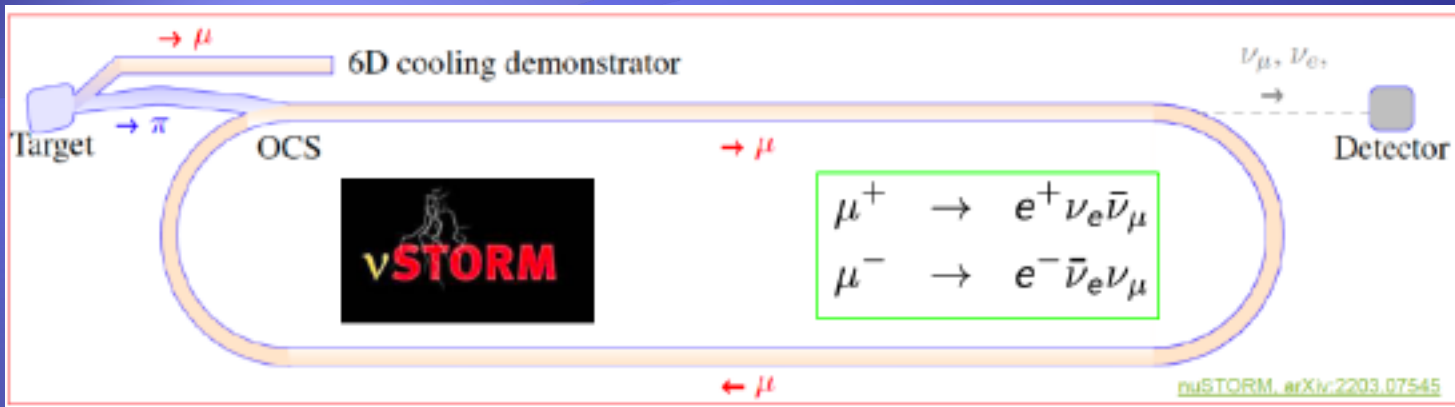 → μ
6D cooling demonstrator
ν_μ, ν_e,
→
Target
→ π
OCS
→ μ
Detector
νSTORM
μ⁺ → e⁺ν_e ν̄_μ
μ⁻ → e⁻ ν̄_e ν_μ
← μ
nuSTORM, arXiv:2203.07545